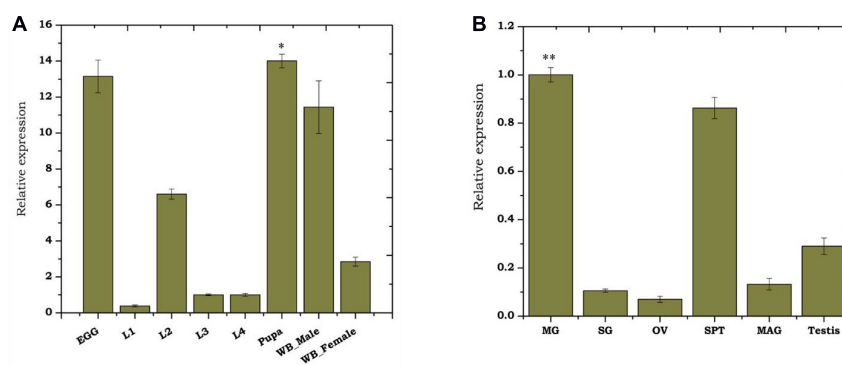 A
16
14
12
10
8
6
4
2
0
Relative expression
*
EGG
L1
L2
L3
L4
Pupa
WB_Male
WB_Female
B
1.2
1.0
0.8
0.6
0.4
0.2
0.0
Relative expression
**
MG
SG
OV
SPT
MAG
Testis